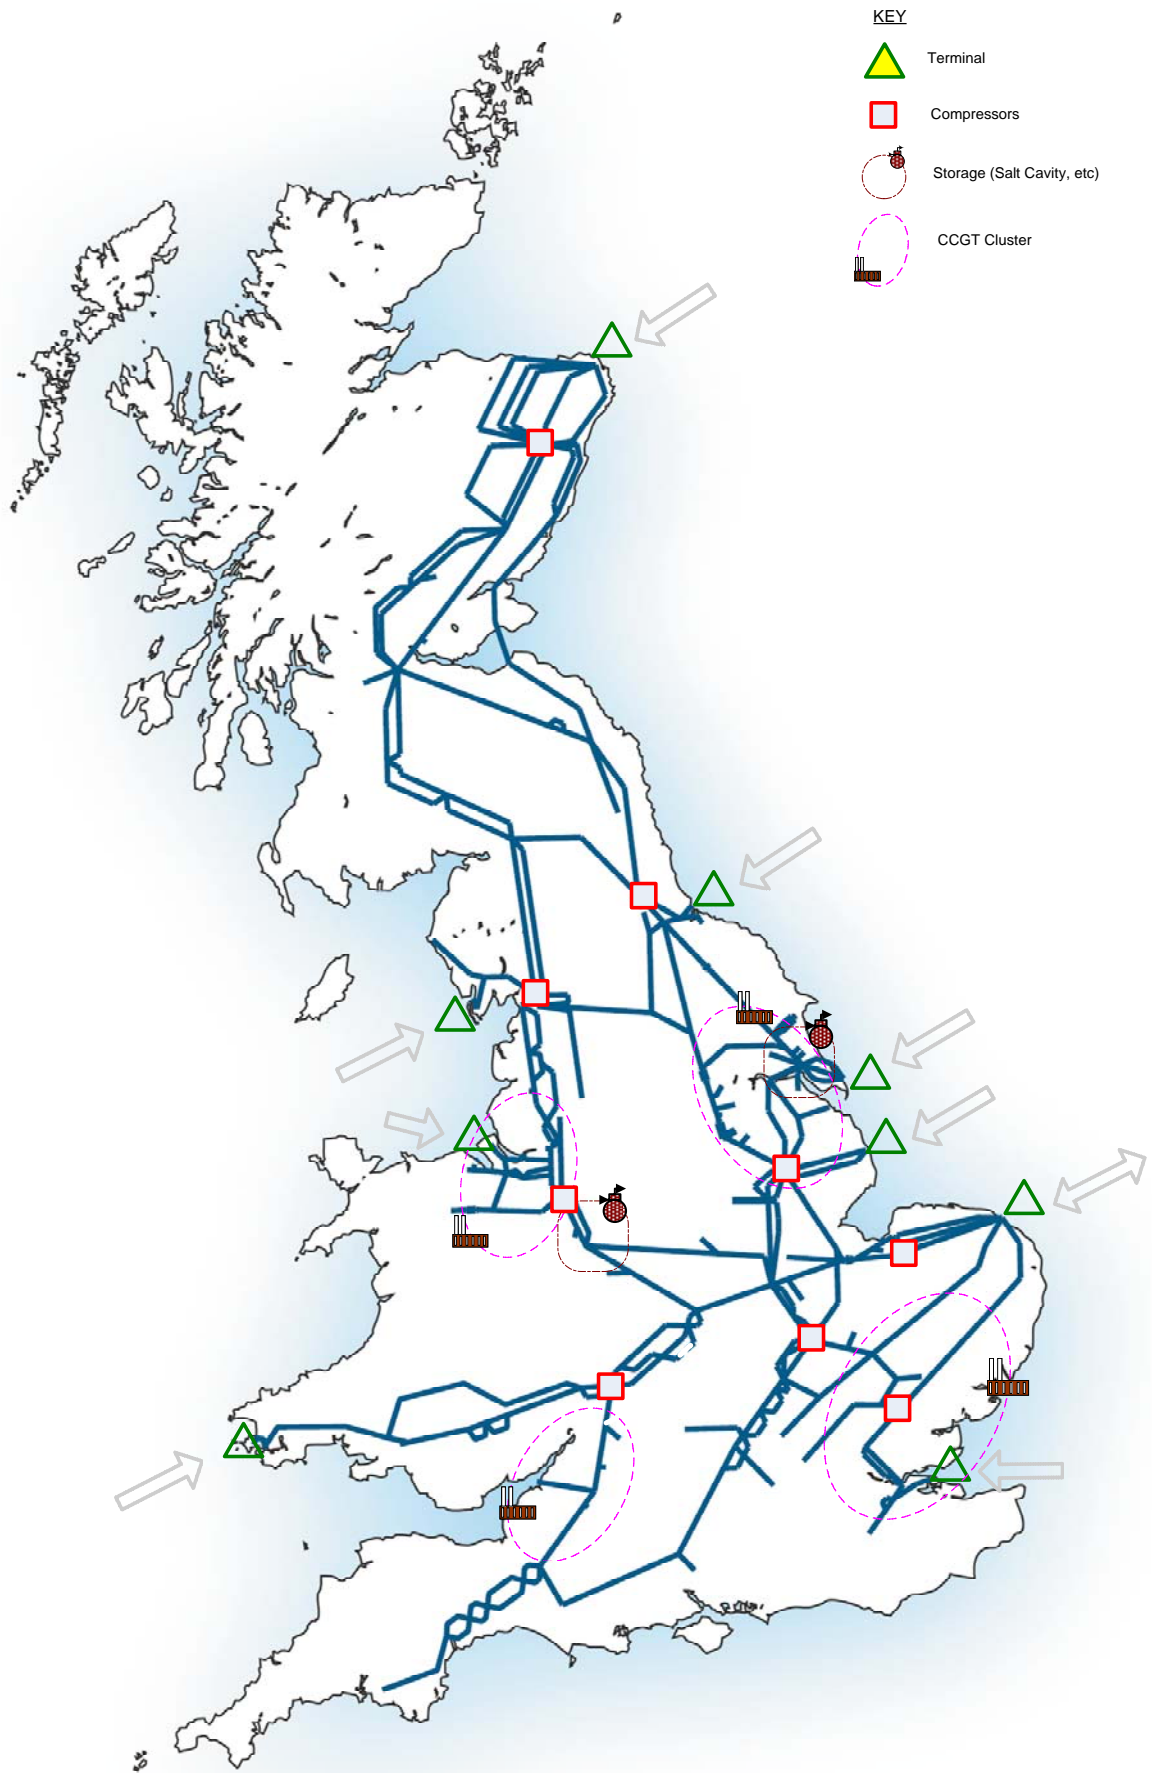 KEY
Terminal
Compressors
Storage (Salt Cavity, etc)
CCGT Cluster